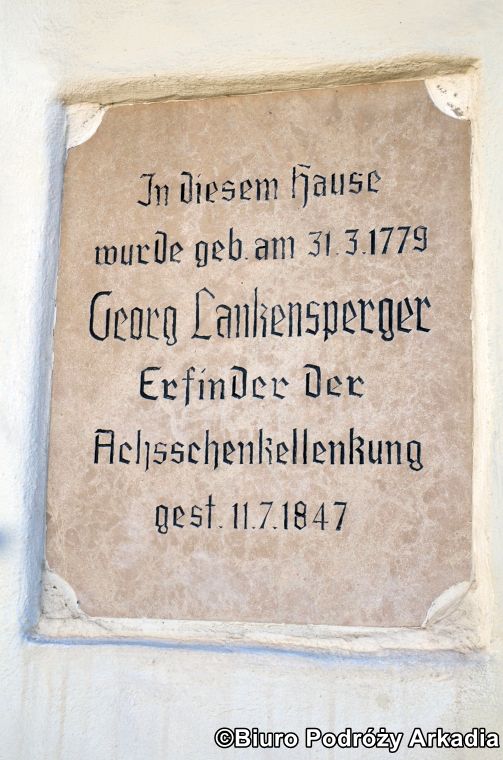 In diesem Hause
wurde geb. am 31.3.1779
Georg Lankensperger
Erfinder der
Achsschenkellenkung
gest. 11.7.1847
©Biuro Podróży Arkadia